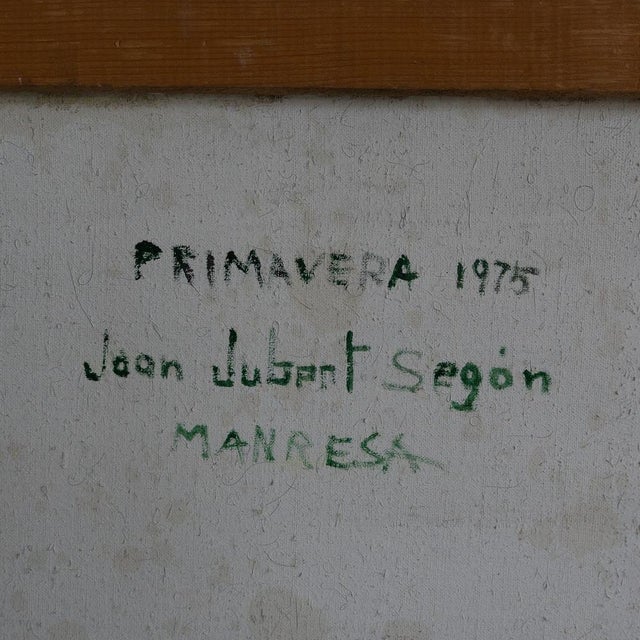 PRIMAVERA 1975
Joan Jubert Segón
MANRESA